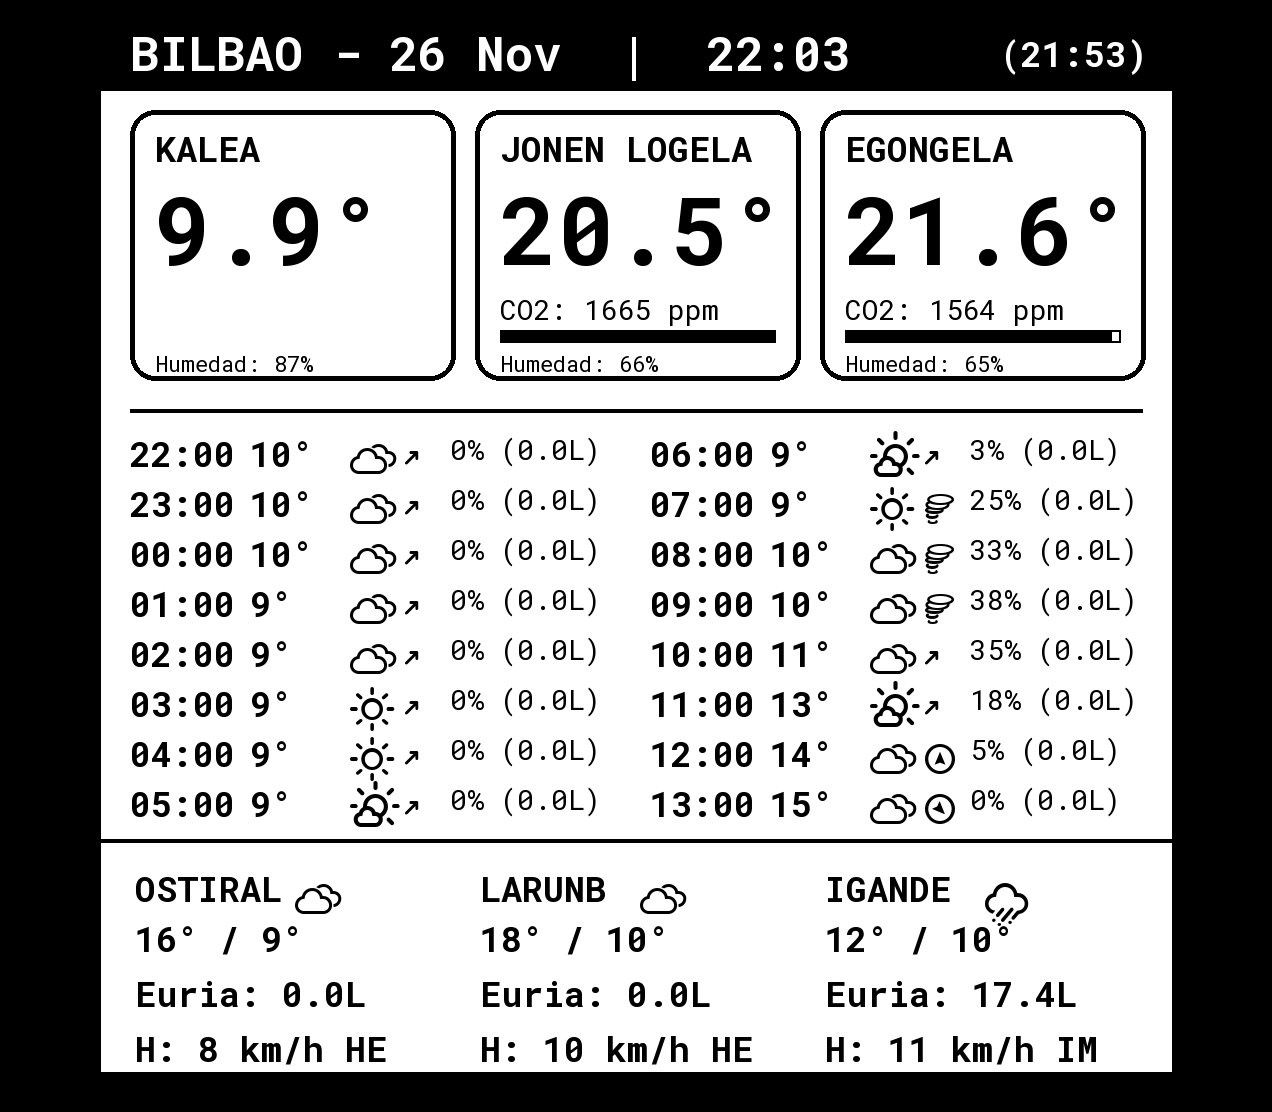 BILBAO - 26 Nov | 22:03 (21:53)
KALEA
9.9°
Humedad: 87%
JONEN LOGELA
20.5°
CO2: 1665 ppm
Humedad: 66%
EGONGELA
21.6°
CO2: 1564 ppm
Humedad: 65%
22:00 10° 0% (0.0L)
23:00 10° 0% (0.0L)
00:00 10° 0% (0.0L)
01:00 9° 0% (0.0L)
02:00 9° 0% (0.0L)
03:00 9° 0% (0.0L)
04:00 9° 0% (0.0L)
05:00 9° 0% (0.0L)
06:00 9° 3% (0.0L)
07:00 9° 25% (0.0L)
08:00 10° 33% (0.0L)
09:00 10° 38% (0.0L)
10:00 11° 35% (0.0L)
11:00 13° 18% (0.0L)
12:00 14° 5% (0.0L)
13:00 15° 0% (0.0L)
OSTIRAL
16° / 9°
Euria: 0.0L
H: 8 km/h HE
LARUNB
18° / 10°
Euria: 0.0L
H: 10 km/h HE
IGANDE
12° / 10°
Euria: 17.4L
H: 11 km/h IM